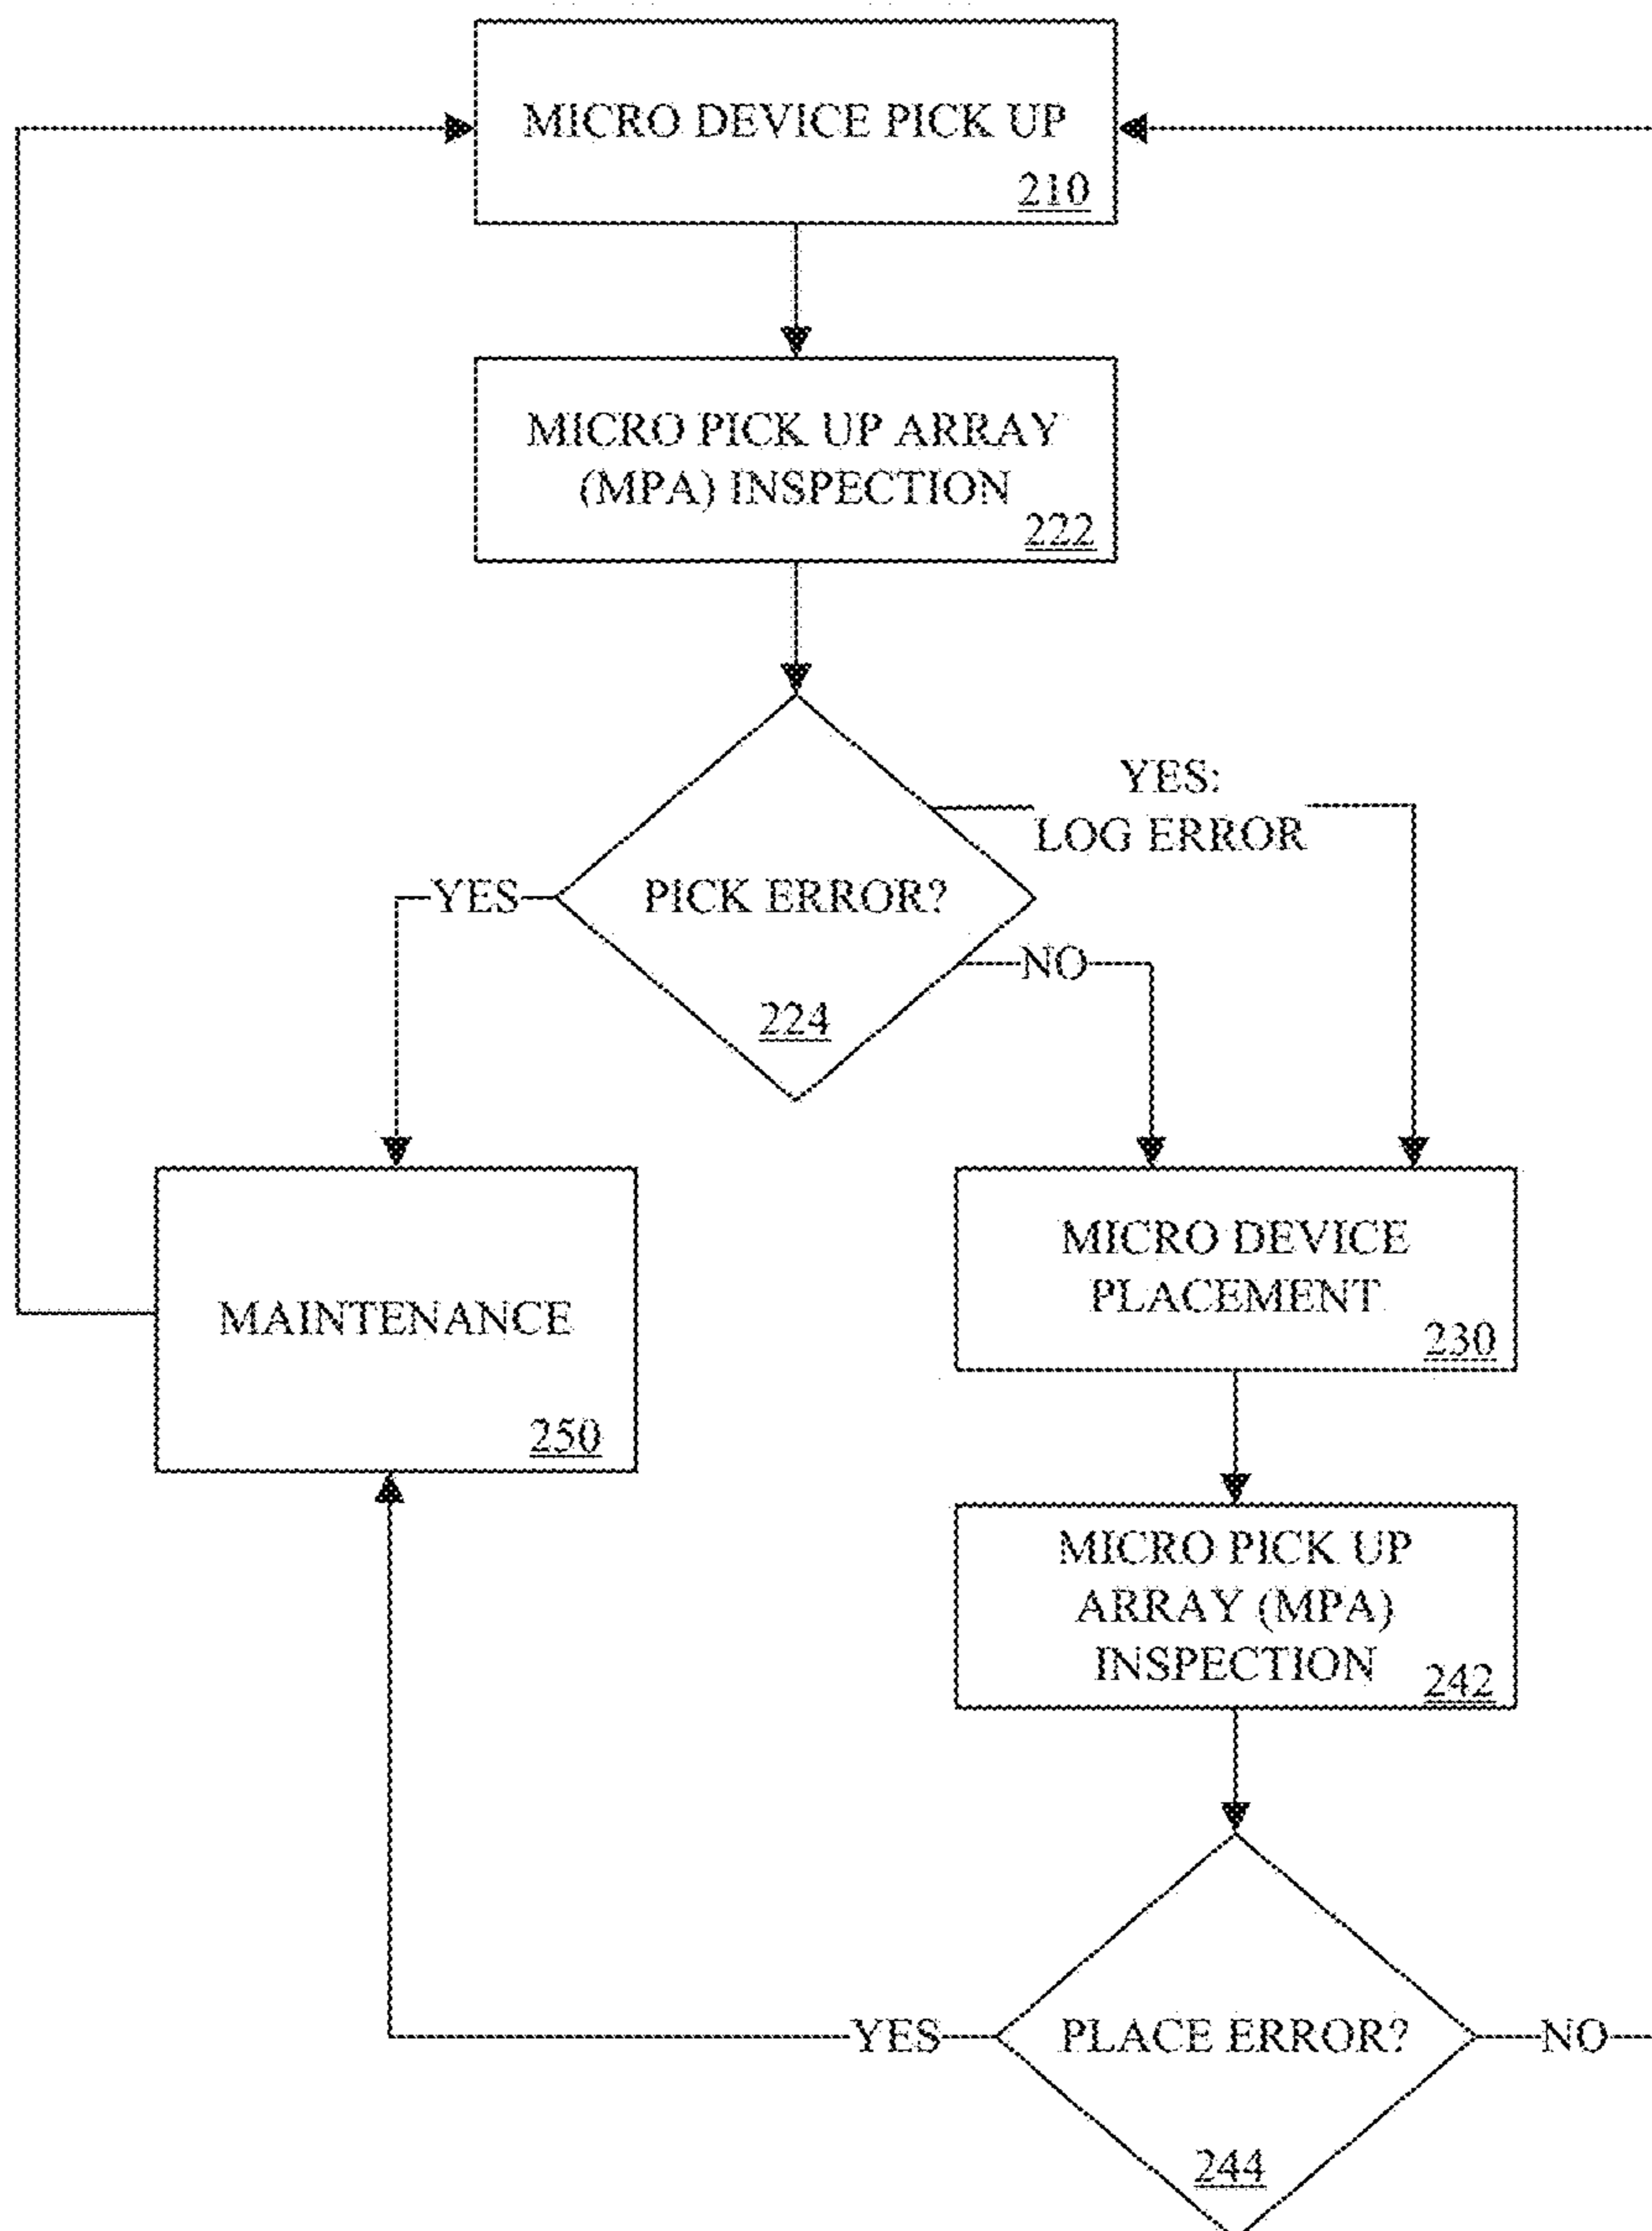 MICRO DEVICE PICK UP
210
MICRO PICK UP ARRAY
(MPA) INSPECTION
222
YES:
LOG ERROR
YES
PICK ERROR?
NO
224
MAINTENANCE
250
MICRO DEVICE
PLACEMENT
230
MICRO PICK UP
ARRAY (MPA)
INSPECTION
242
YES
PLACE ERROR?
NO
244